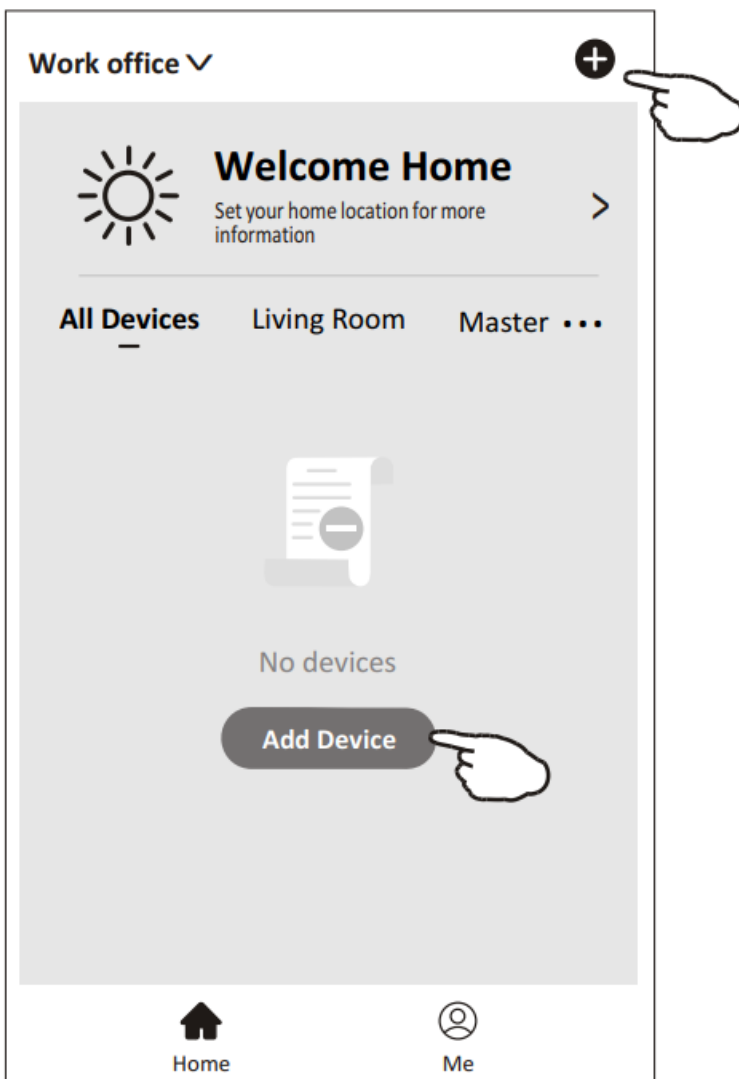 Work office
Welcome Home
Set your home location for more
information
All Devices Living Room Master
No devices
Add Device
Home Me